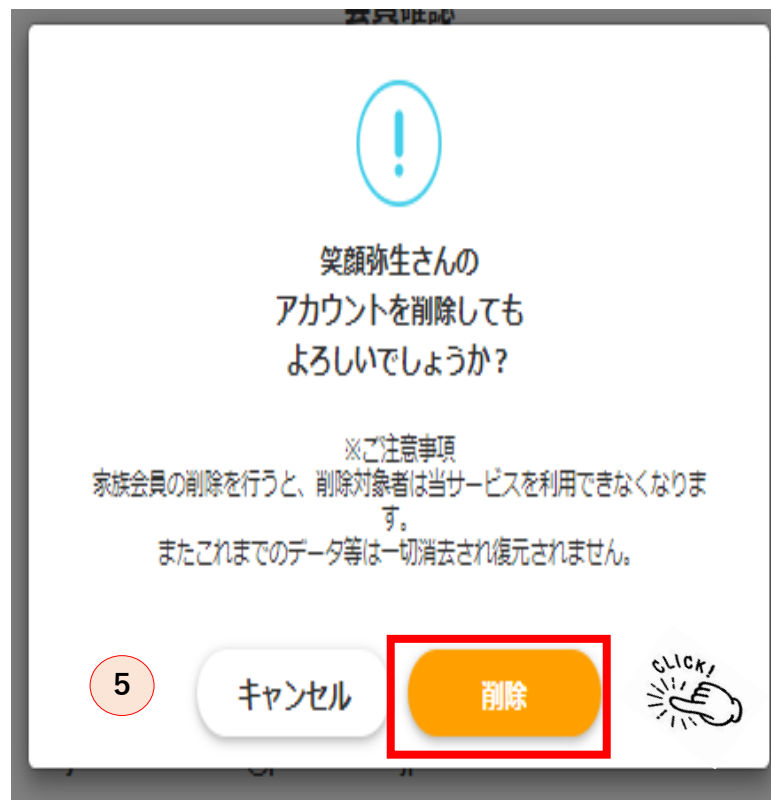 会員確認
笑顔弥生さんの
アカウントを削除しても
よろしいでしょうか?
※ご注意事項
家族会員の削除を行うと、削除対象者は当サービスを利用できなくなりま
す。
またこれまでのデータ等は一切消去され復元されません。
5
キャンセル
削除
CLICK!